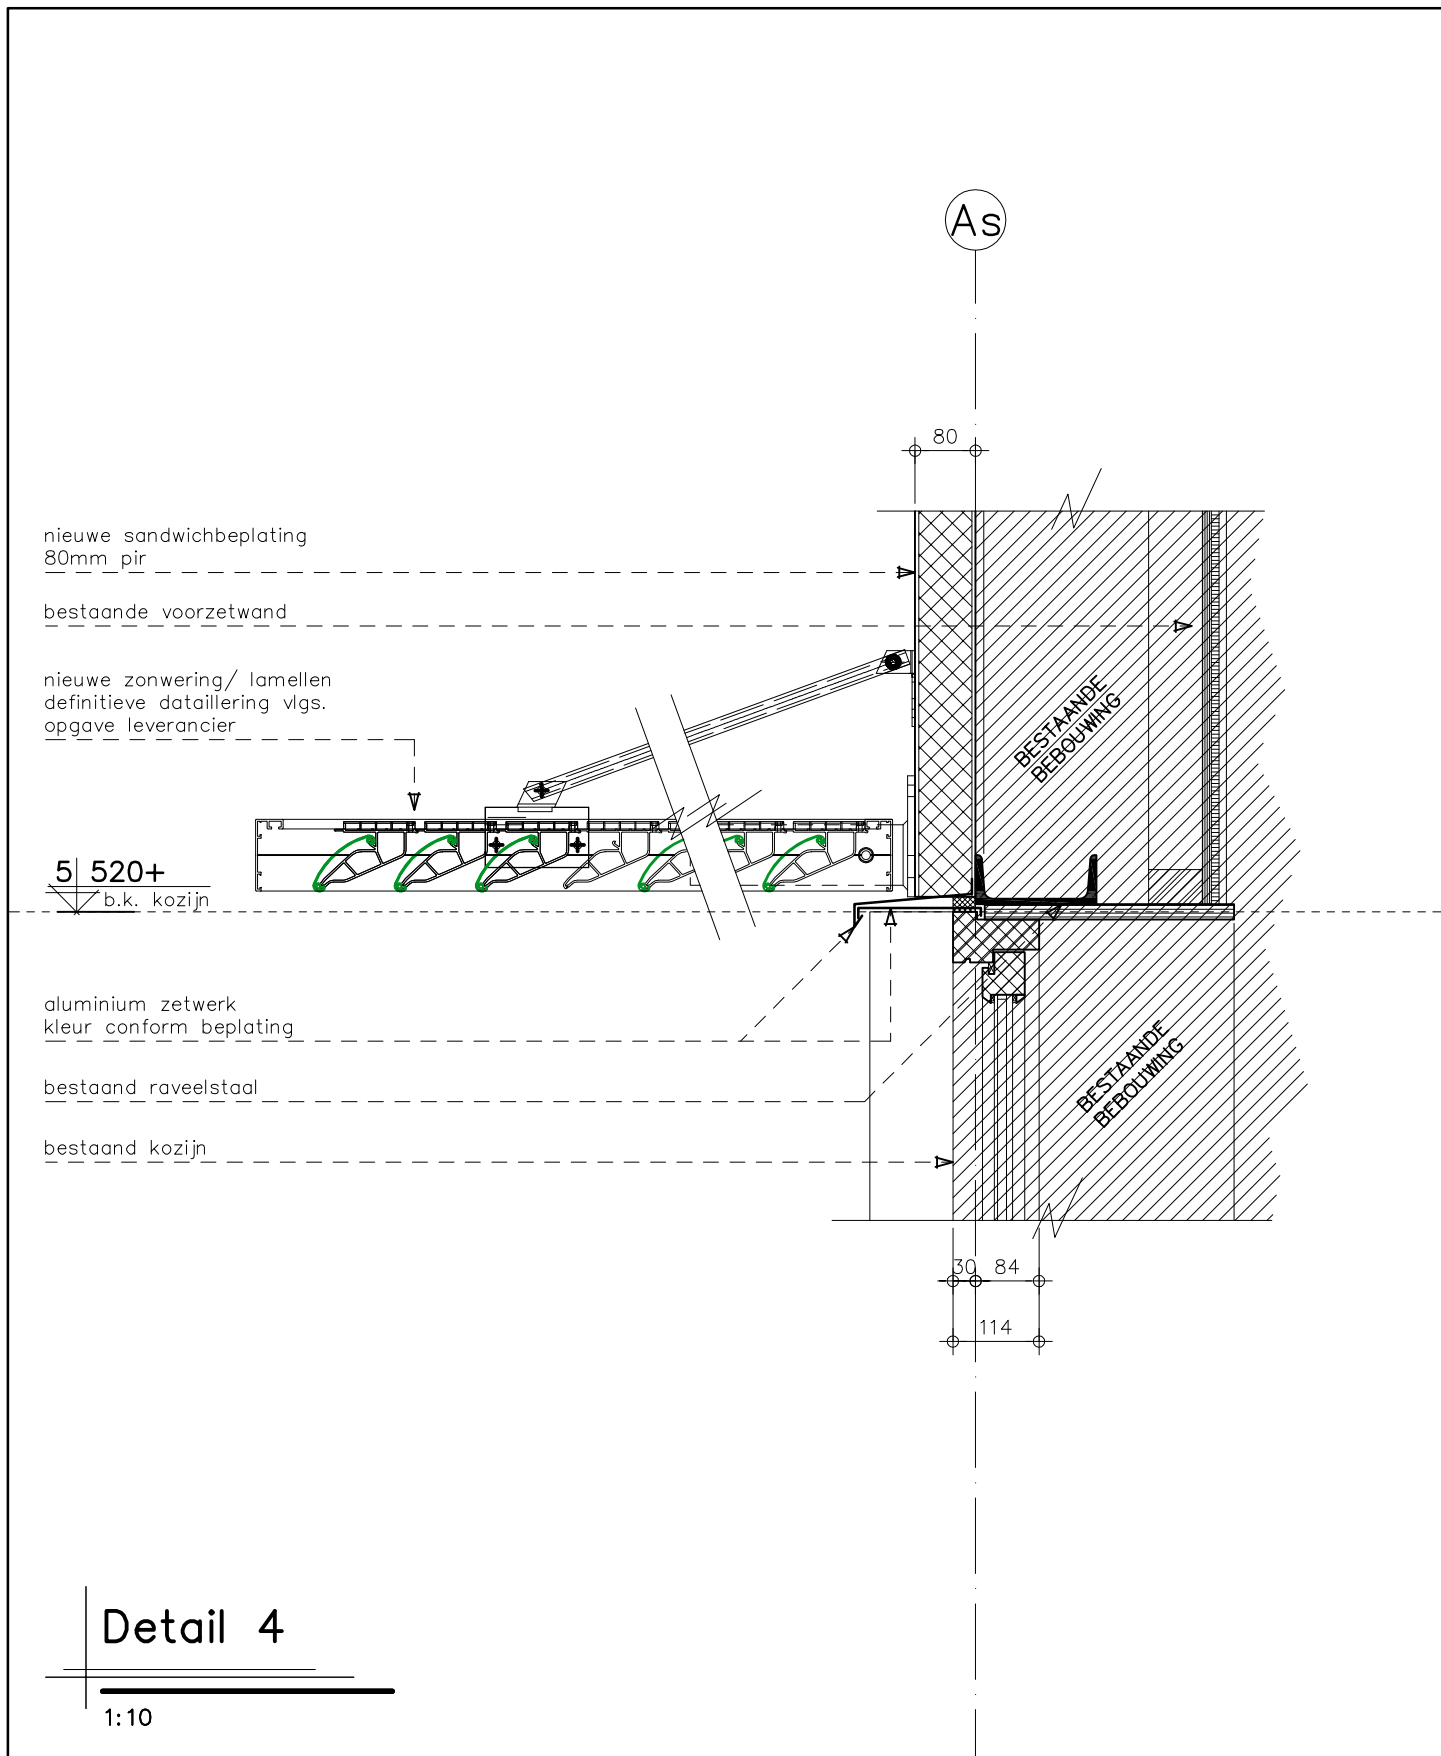 As
80
nieuwe sandwichbeplating
80mm pir
bestaande voorzetwand
nieuwe zonwering/ lamellen
definitieve dataillering vlgs.
opgave leverancier
BESTAANDE
BEBOUWING
5 520+
b.k. kozijn
aluminium zetwerk
kleur conform beplating
bestaand raveelstaal
bestaand kozijn
BESTAANDE
BEBOUWING
30 84
114
Detail 4
1:10